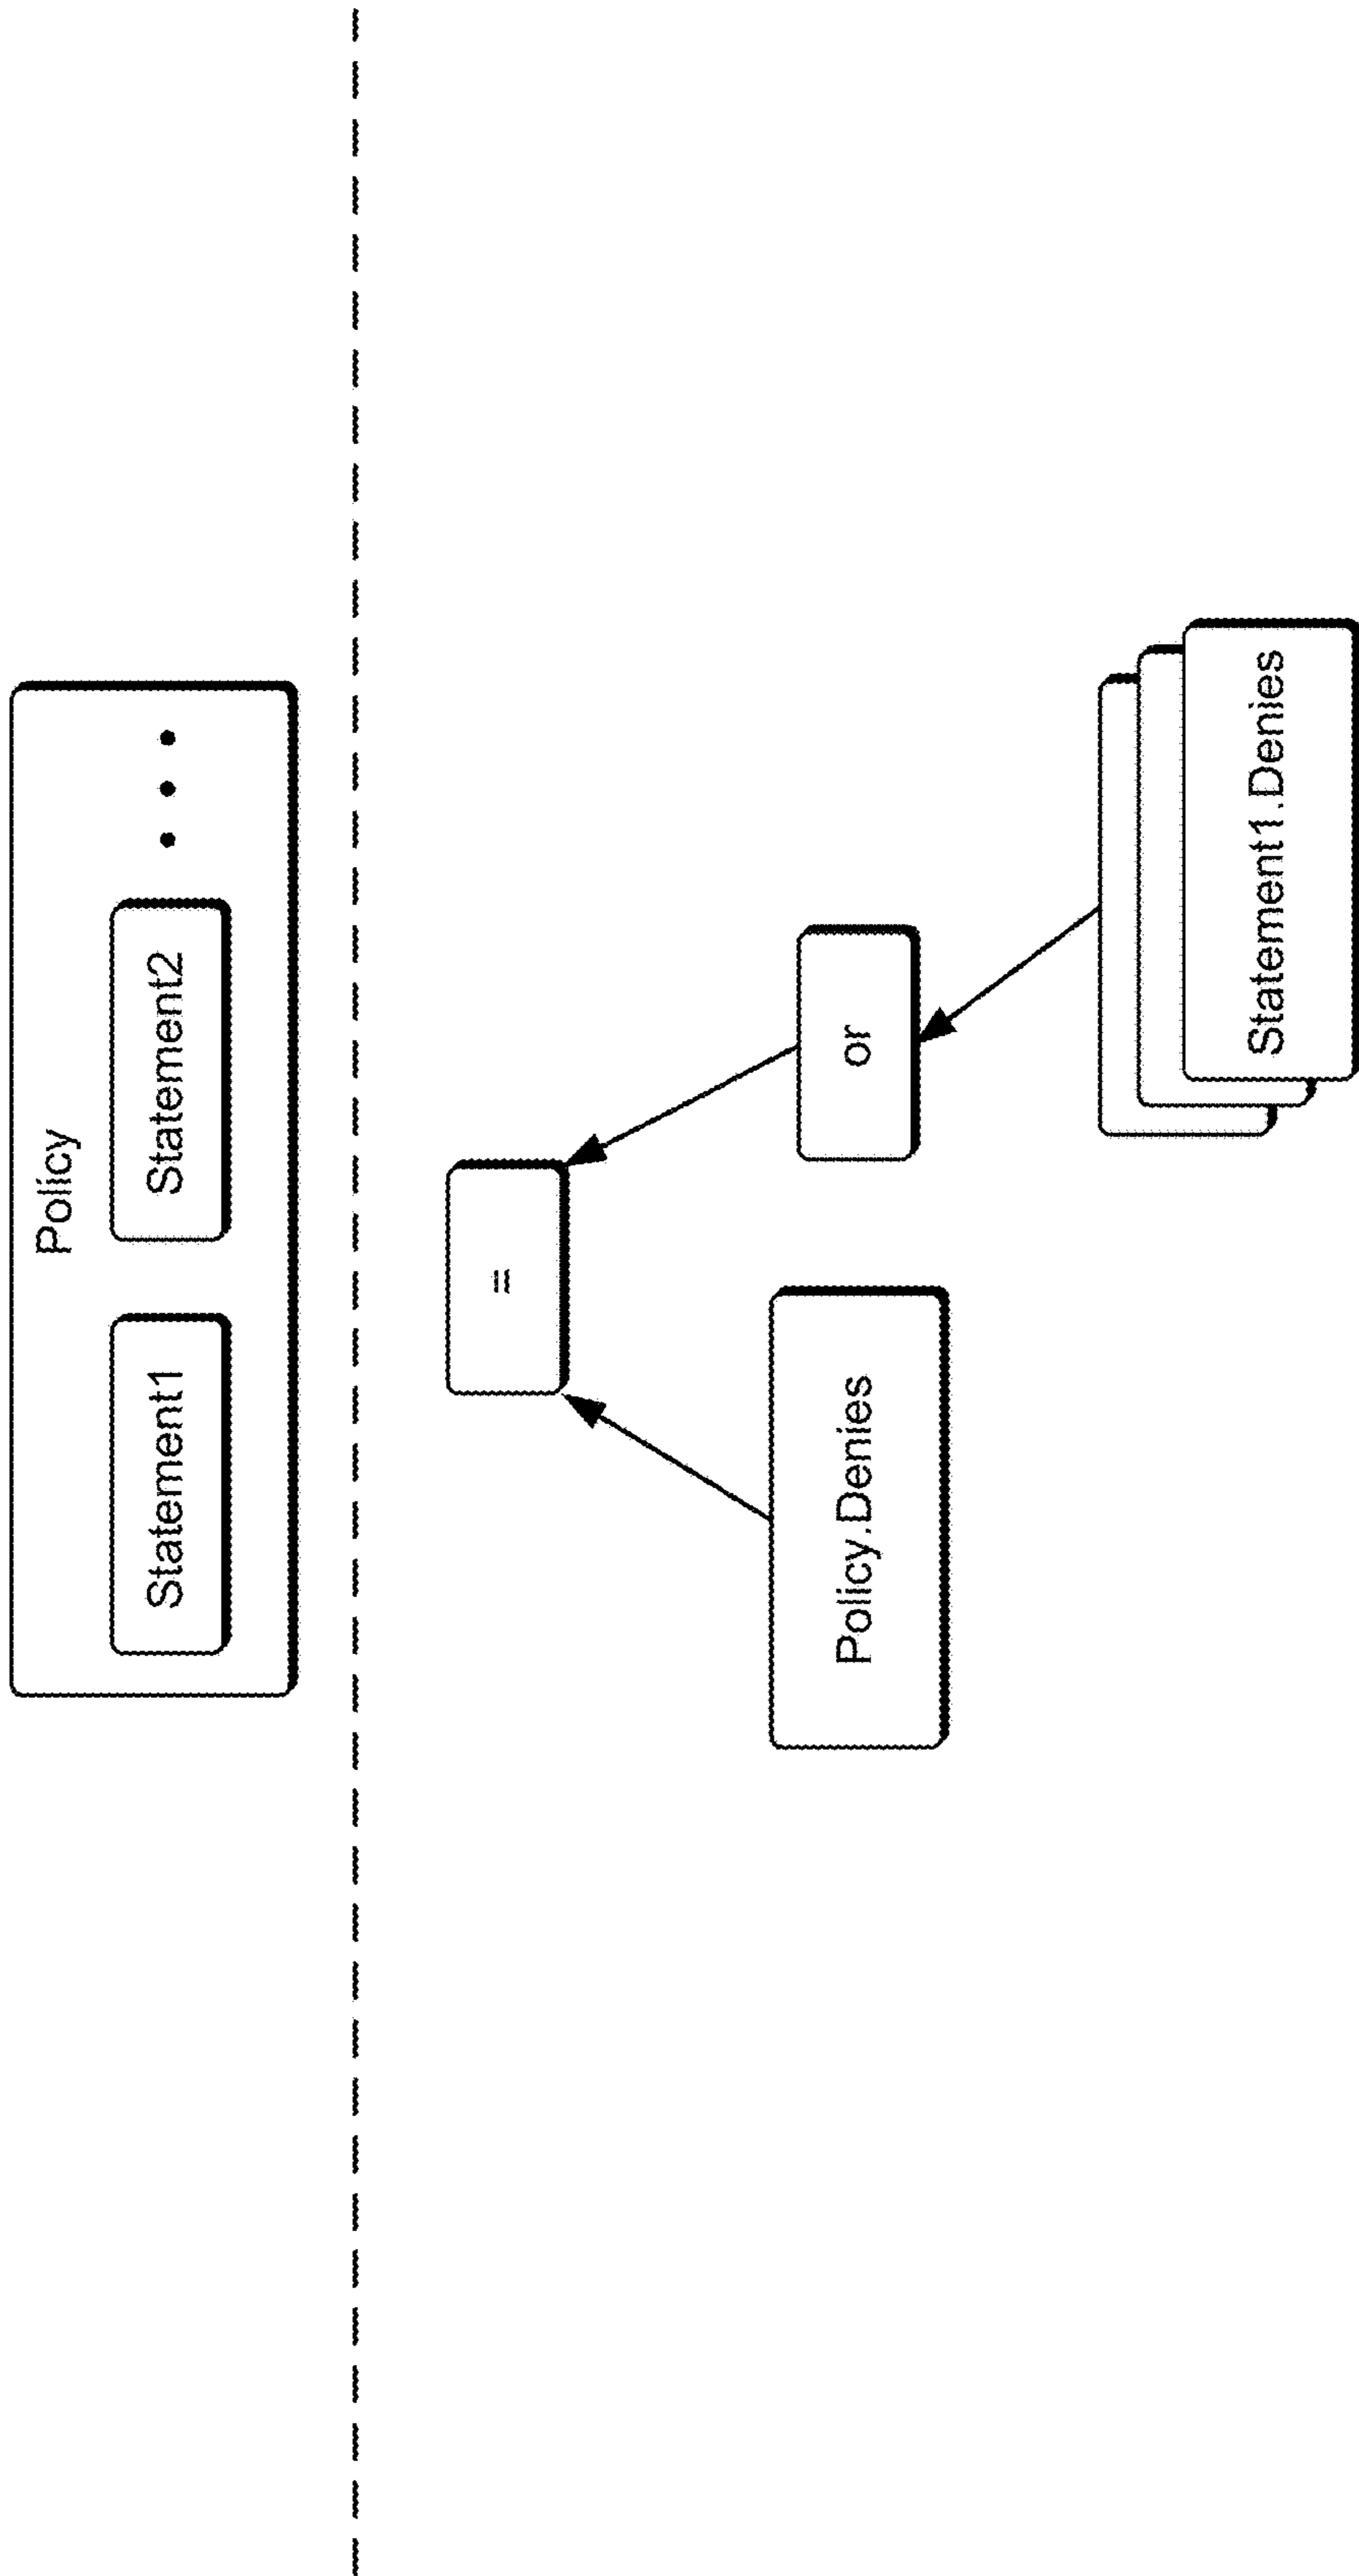 Policy
Statement1
Statement2
=
Policy.Denies
or
Statement1.Denies